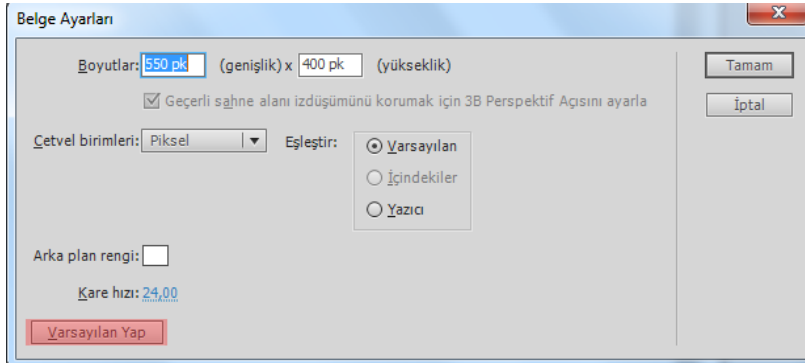 Belge Ayarları
Boyutlar: 550 pk (genişlik) x 400 pk (yükseklik)
Tamam
Geçerli sahne alanı izdüşümünü korumak için 3B Perspektif Açısını ayarla
İptal
Cetvel birimleri: Piksel Eşleştir: Varsayılan
İçindekiler
Yazıcı
Arka plan rengi:
Kare hızı: 24,00
Varsayılan Yap